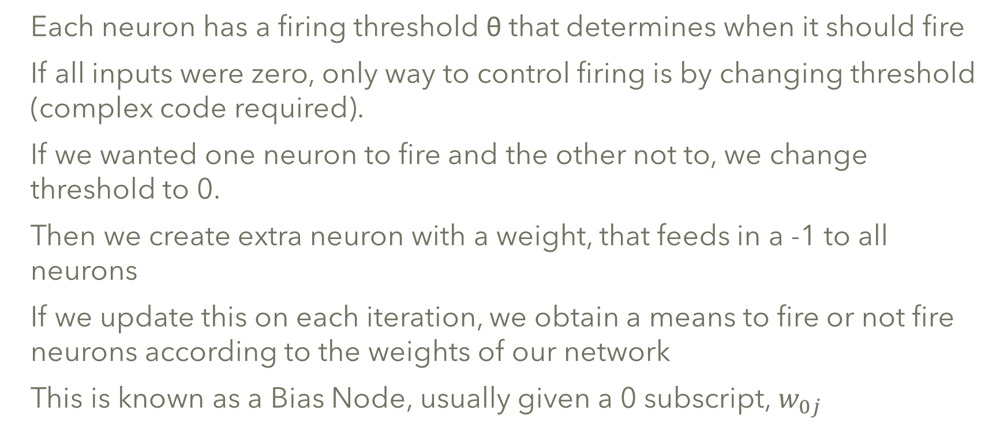 Each neuron has a firing threshold θ that determines when it should fire
If all inputs were zero, only way to control firing is by changing threshold
(complex code required).
If we wanted one neuron to fire and the other not to, we change
threshold to 0.
Then we create extra neuron with a weight, that feeds in a -1 to all
neurons
If we update this on each iteration, we obtain a means to fire or not fire
neurons according to the weights of our network
This is known as a Bias Node, usually given a 0 subscript, w₀ⱼ